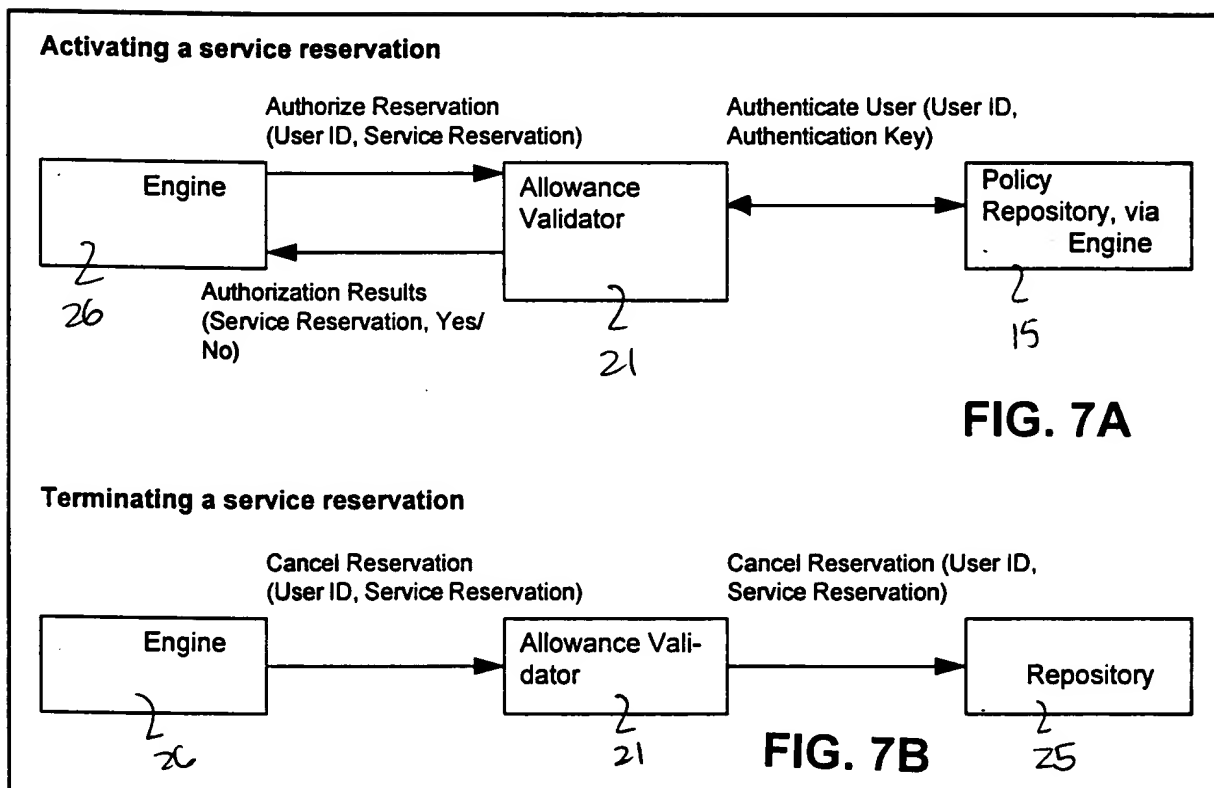 Activating a service reservation
Authorize Reservation
(User ID, Service Reservation)
Authenticate User (User ID,
Authentication Key)
Engine
Allowance
Validator
Policy
Repository, via
Engine
26
Authorization Results
(Service Reservation, Yes/
No)
21
15
FIG. 7A
Terminating a service reservation
Cancel Reservation
(User ID, Service Reservation)
Cancel Reservation (User ID,
Service Reservation)
Engine
Allowance Vali-
dator
Repository
26
21
FIG. 7B
25